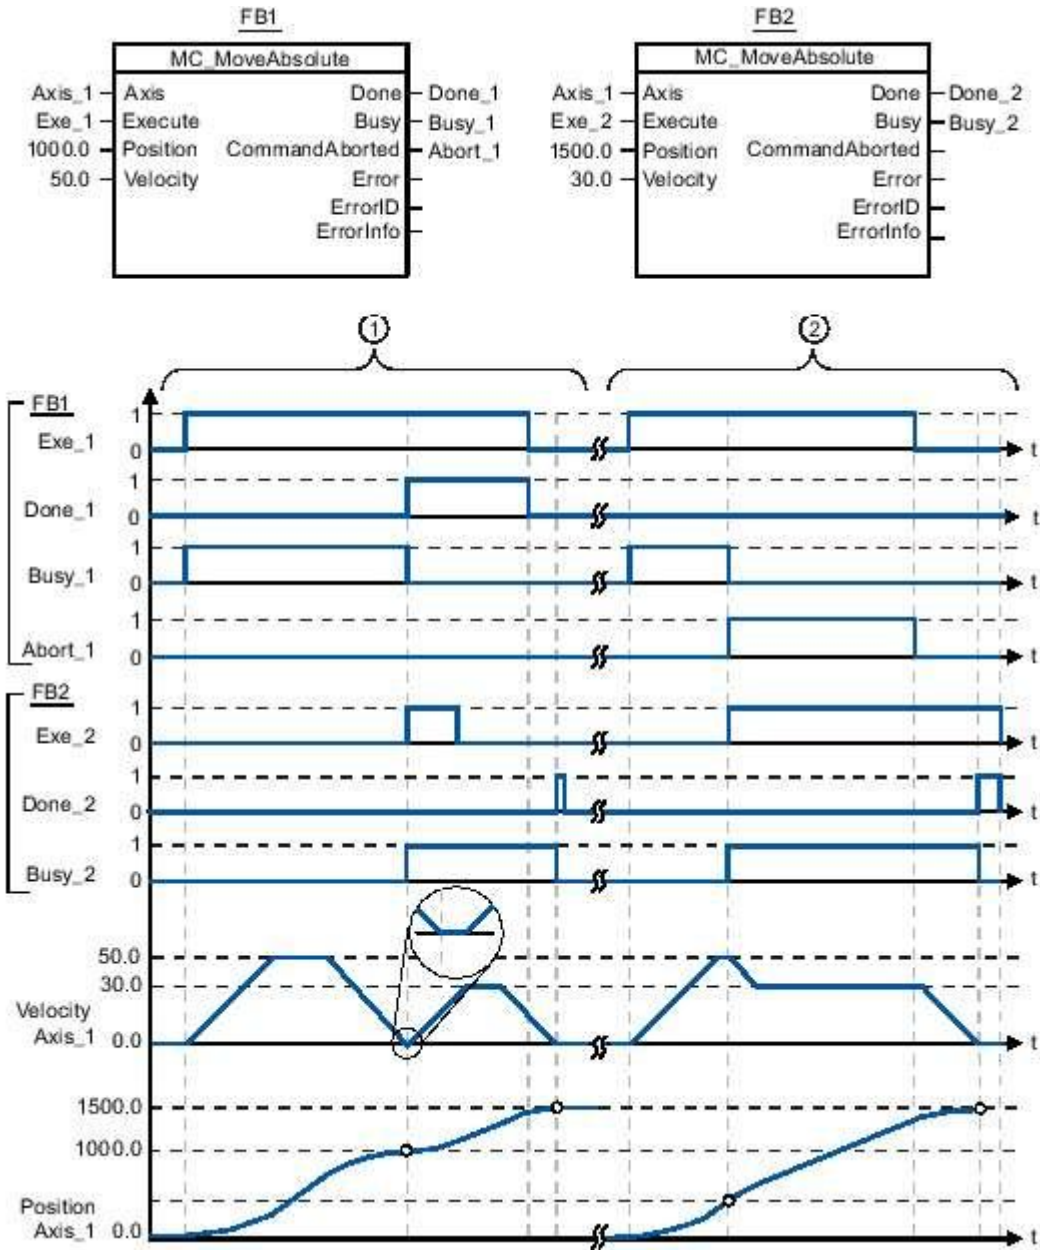 FB1 FB2
MC_MoveAbsolute MC_MoveAbsolute
Axis_1 Axis Done Done_1 Axis_1 Axis Done Done_2
Exe_1 Execute Busy Busy_1 Exe_2 Execute Busy Busy_2
1000.0 Position CommandAborted Abort_1 1500.0 Position CommandAborted
50.0 Velocity Error 30.0 Velocity Error
ErrorID ErrorID
ErrorInfo ErrorInfo
1 2
FB1
1
Exe_1
0 t
1
Done_1
0 t
1
Busy_1
0 t
1
Abort_1
0 t
FB2
1
Exe_2
0 t
1
Done_2
0 t
1
Busy_2
0 t
50.0
30.0
Velocity
Axis_1 0.0 t
1500.0
1000.0
Position
Axis_1 0.0 t